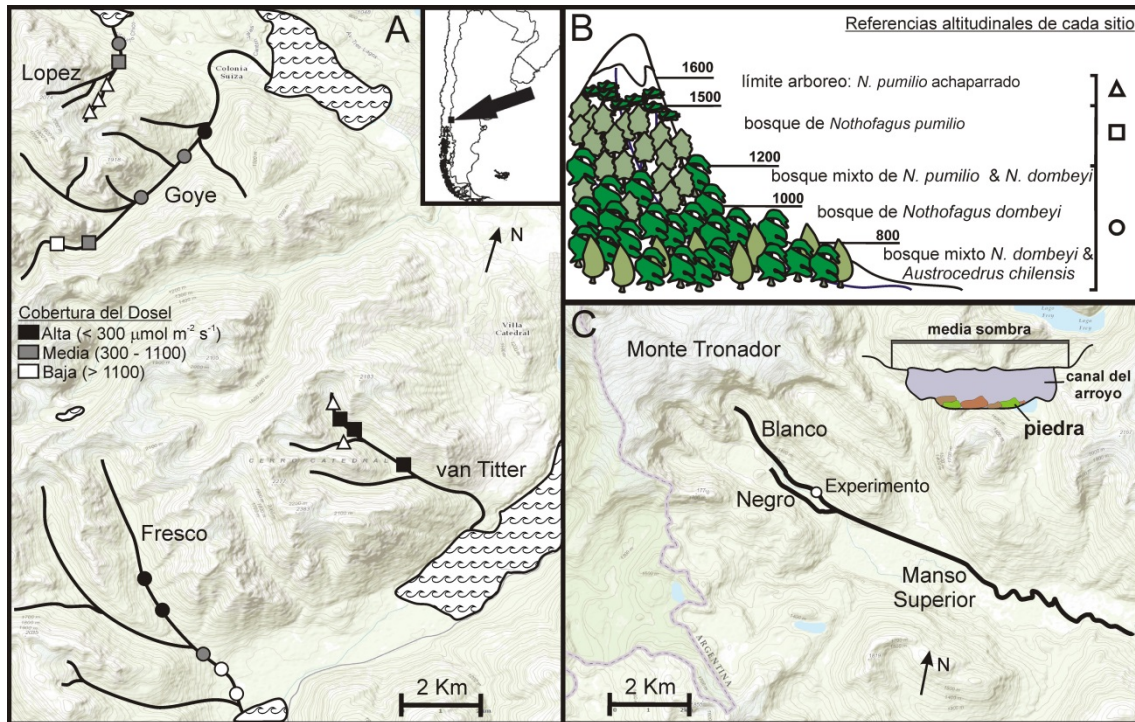 A
Lopez
Colonia
Suiza
Goye
N
Cobertura del Dosel
Alta (< 300 µmol m⁻² s⁻¹)
Media (300 - 1100)
Baja (> 1100)
Villa
Catedral
CERRO CATEDRAL
van Titter
Fresco
2 Km
B
Referencias altitudinales de cada sitio
1600
límite arboreo: N. pumilio achaparrado
1500
bosque de Nothofagus pumilio
1200
bosque mixto de N. pumilio & N. dombeyi
1000
bosque de Nothofagus dombeyi
800
bosque mixto N. dombeyi &
Austrocedrus chilensis
C
Monte Tronador
media sombra
canal del
arroyo
piedra
Blanco
Experimento
Negro
Manso
Superior
ARGENTINA
N
2 Km